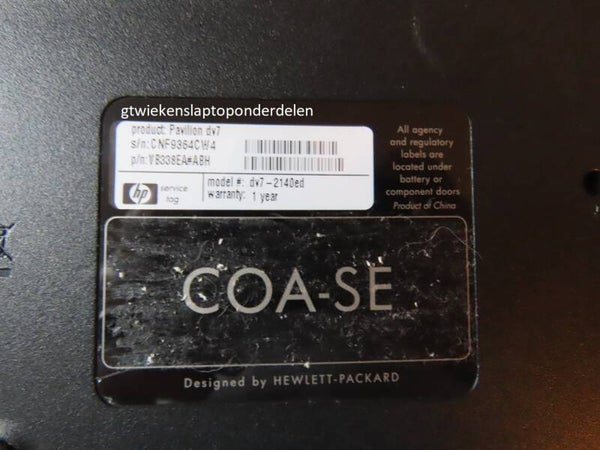 gtwiekenslaptoponderdelen
product: Pavilion dv7
s/n: CNF9364CW4
p/n: VB338EA#ABH
hp
service
tag
model #: dv7-2140ed
warranty: 1 year
All agency
and regulatory
labels are
located under
battery or
component doors
Product of China
COA-SE
Designed by HEWLETT-PACKARD